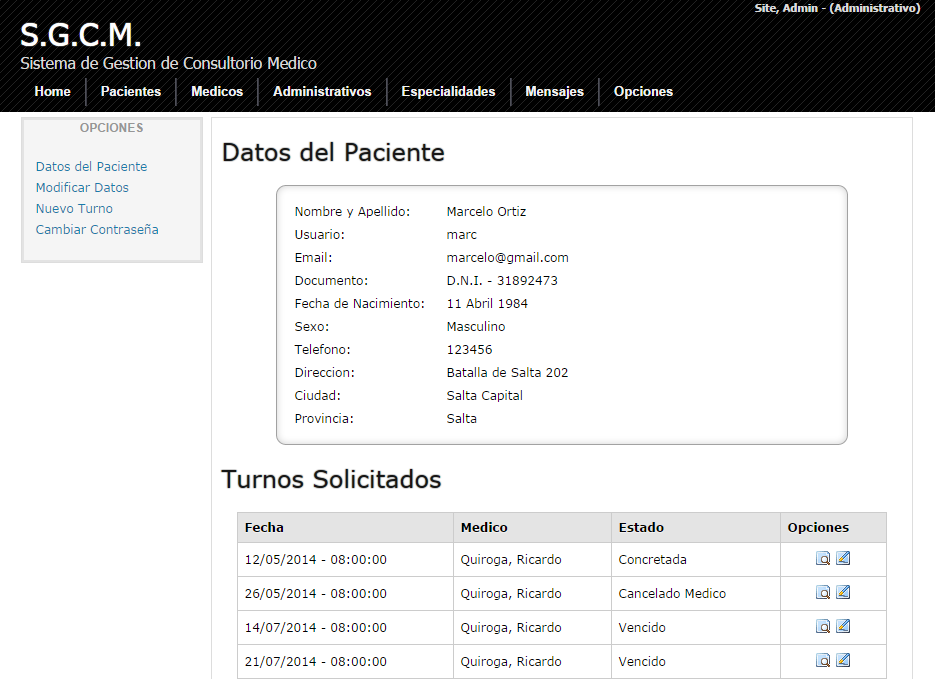 Site, Admin - (Administrativo)
S.G.C.M.
Sistema de Gestion de Consultorio Medico
Home Pacientes Medicos Administrativos Especialidades Mensajes Opciones
OPCIONES
Datos del Paciente
Modificar Datos
Nuevo Turno
Cambiar Contraseña
Datos del Paciente
Nombre y Apellido: Marcelo Ortiz
Usuario: marc
Email: marcelo@gmail.com
Documento: D.N.I. - 31892473
Fecha de Nacimiento: 11 Abril 1984
Sexo: Masculino
Telefono: 123456
Direccion: Batalla de Salta 202
Ciudad: Salta Capital
Provincia: Salta
Turnos Solicitados
Fecha Medico Estado Opciones
12/05/2014 - 08:00:00 Quiroga, Ricardo Concretada
26/05/2014 - 08:00:00 Quiroga, Ricardo Cancelado Medico
14/07/2014 - 08:00:00 Quiroga, Ricardo Vencido
21/07/2014 - 08:00:00 Quiroga, Ricardo Vencido